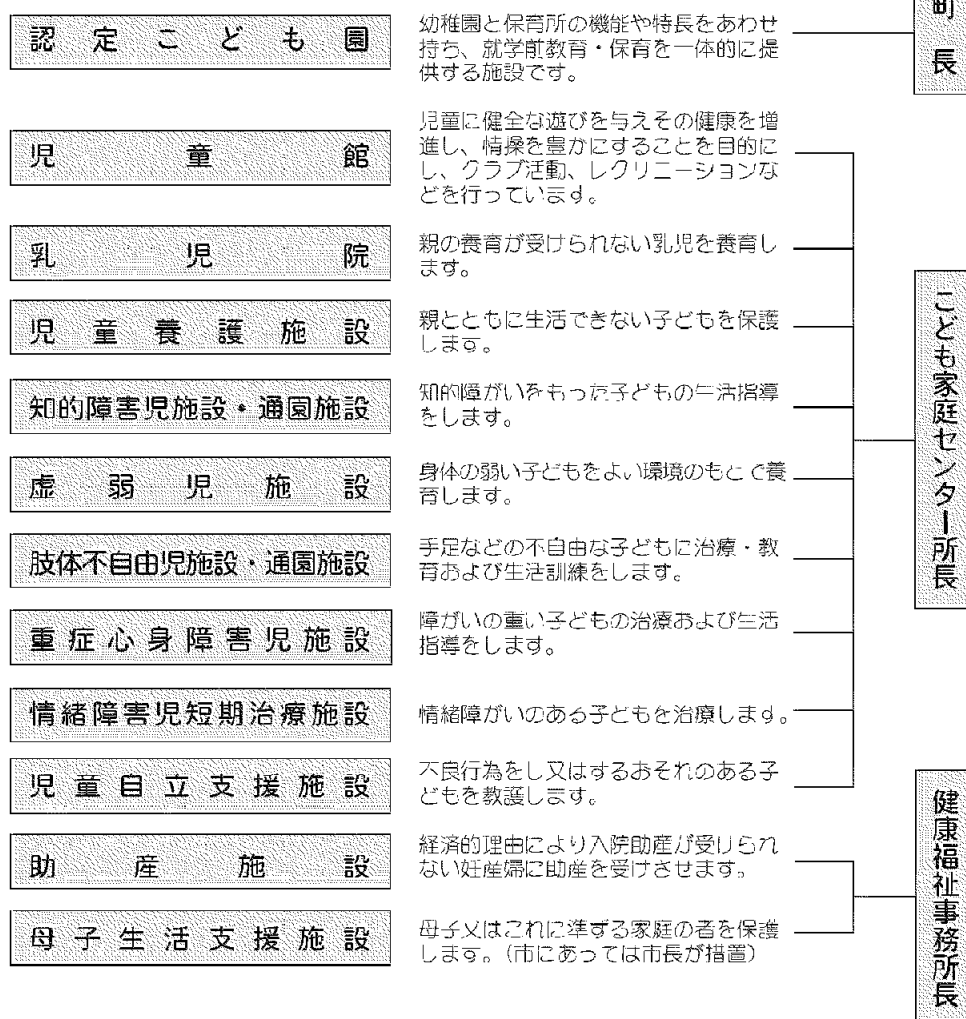 認定こども園
幼稚園と保育所の機能や特長をあわせ
持ち、就学前教育・保育を一体的に提
供する施設です。
町長
児童館
児童に健全な遊びを与えその健康を増
進し、情操を豊かにすることを目的に
し、クラブ活動、レクリエーションな
どを行っています。
乳児院
親の養育が受けられない乳児を養育し
ます。
児童養護施設
親とともに生活できない子どもを保護
します。
知的障害児施設・通園施設
知的障がいをもった子どもの生活指導
をします。
虚弱児施設
身体の弱い子どもをよい環境のもとで養
育します。
肢体不自由児施設・通園施設
手足などの不自由な子どもに治療・教
育および生活訓練をします。
重症心身障害児施設
障がいの重い子どもの治療および生活
指導をします。
情緒障害児短期治療施設
情緒障がいのある子どもを治療します。
児童自立支援施設
不良行為をし又はするおそれのある子
どもを教護します。
こども家庭センター所長
助産施設
経済的理由により入院助産が受けられ
ない妊産婦に助産を受けさせます。
母子生活支援施設
母子又はこれに準ずる家庭の者を保護
します。(市にあっては市長が措置)
健康福祉事務所長